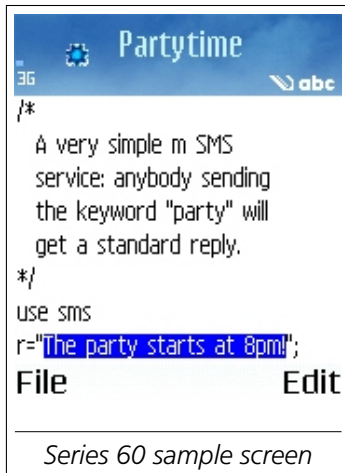 Partytime
3G abc
/*
A very simple m SMS
service: anybody sending
the keyword "party" will
get a standard reply.
*/
use sms
r="The party starts at 8pm!";
File Edit
Series 60 sample screen